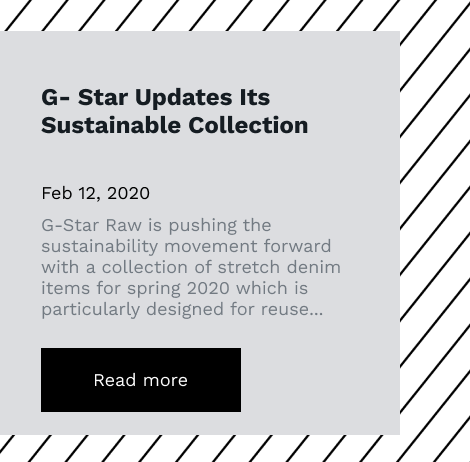 G- Star Updates Its
Sustainable Collection
Feb 12, 2020
G-Star Raw is pushing the
sustainability movement forward
with a collection of stretch denim
items for spring 2020 which is
particularly designed for reuse...
Read more